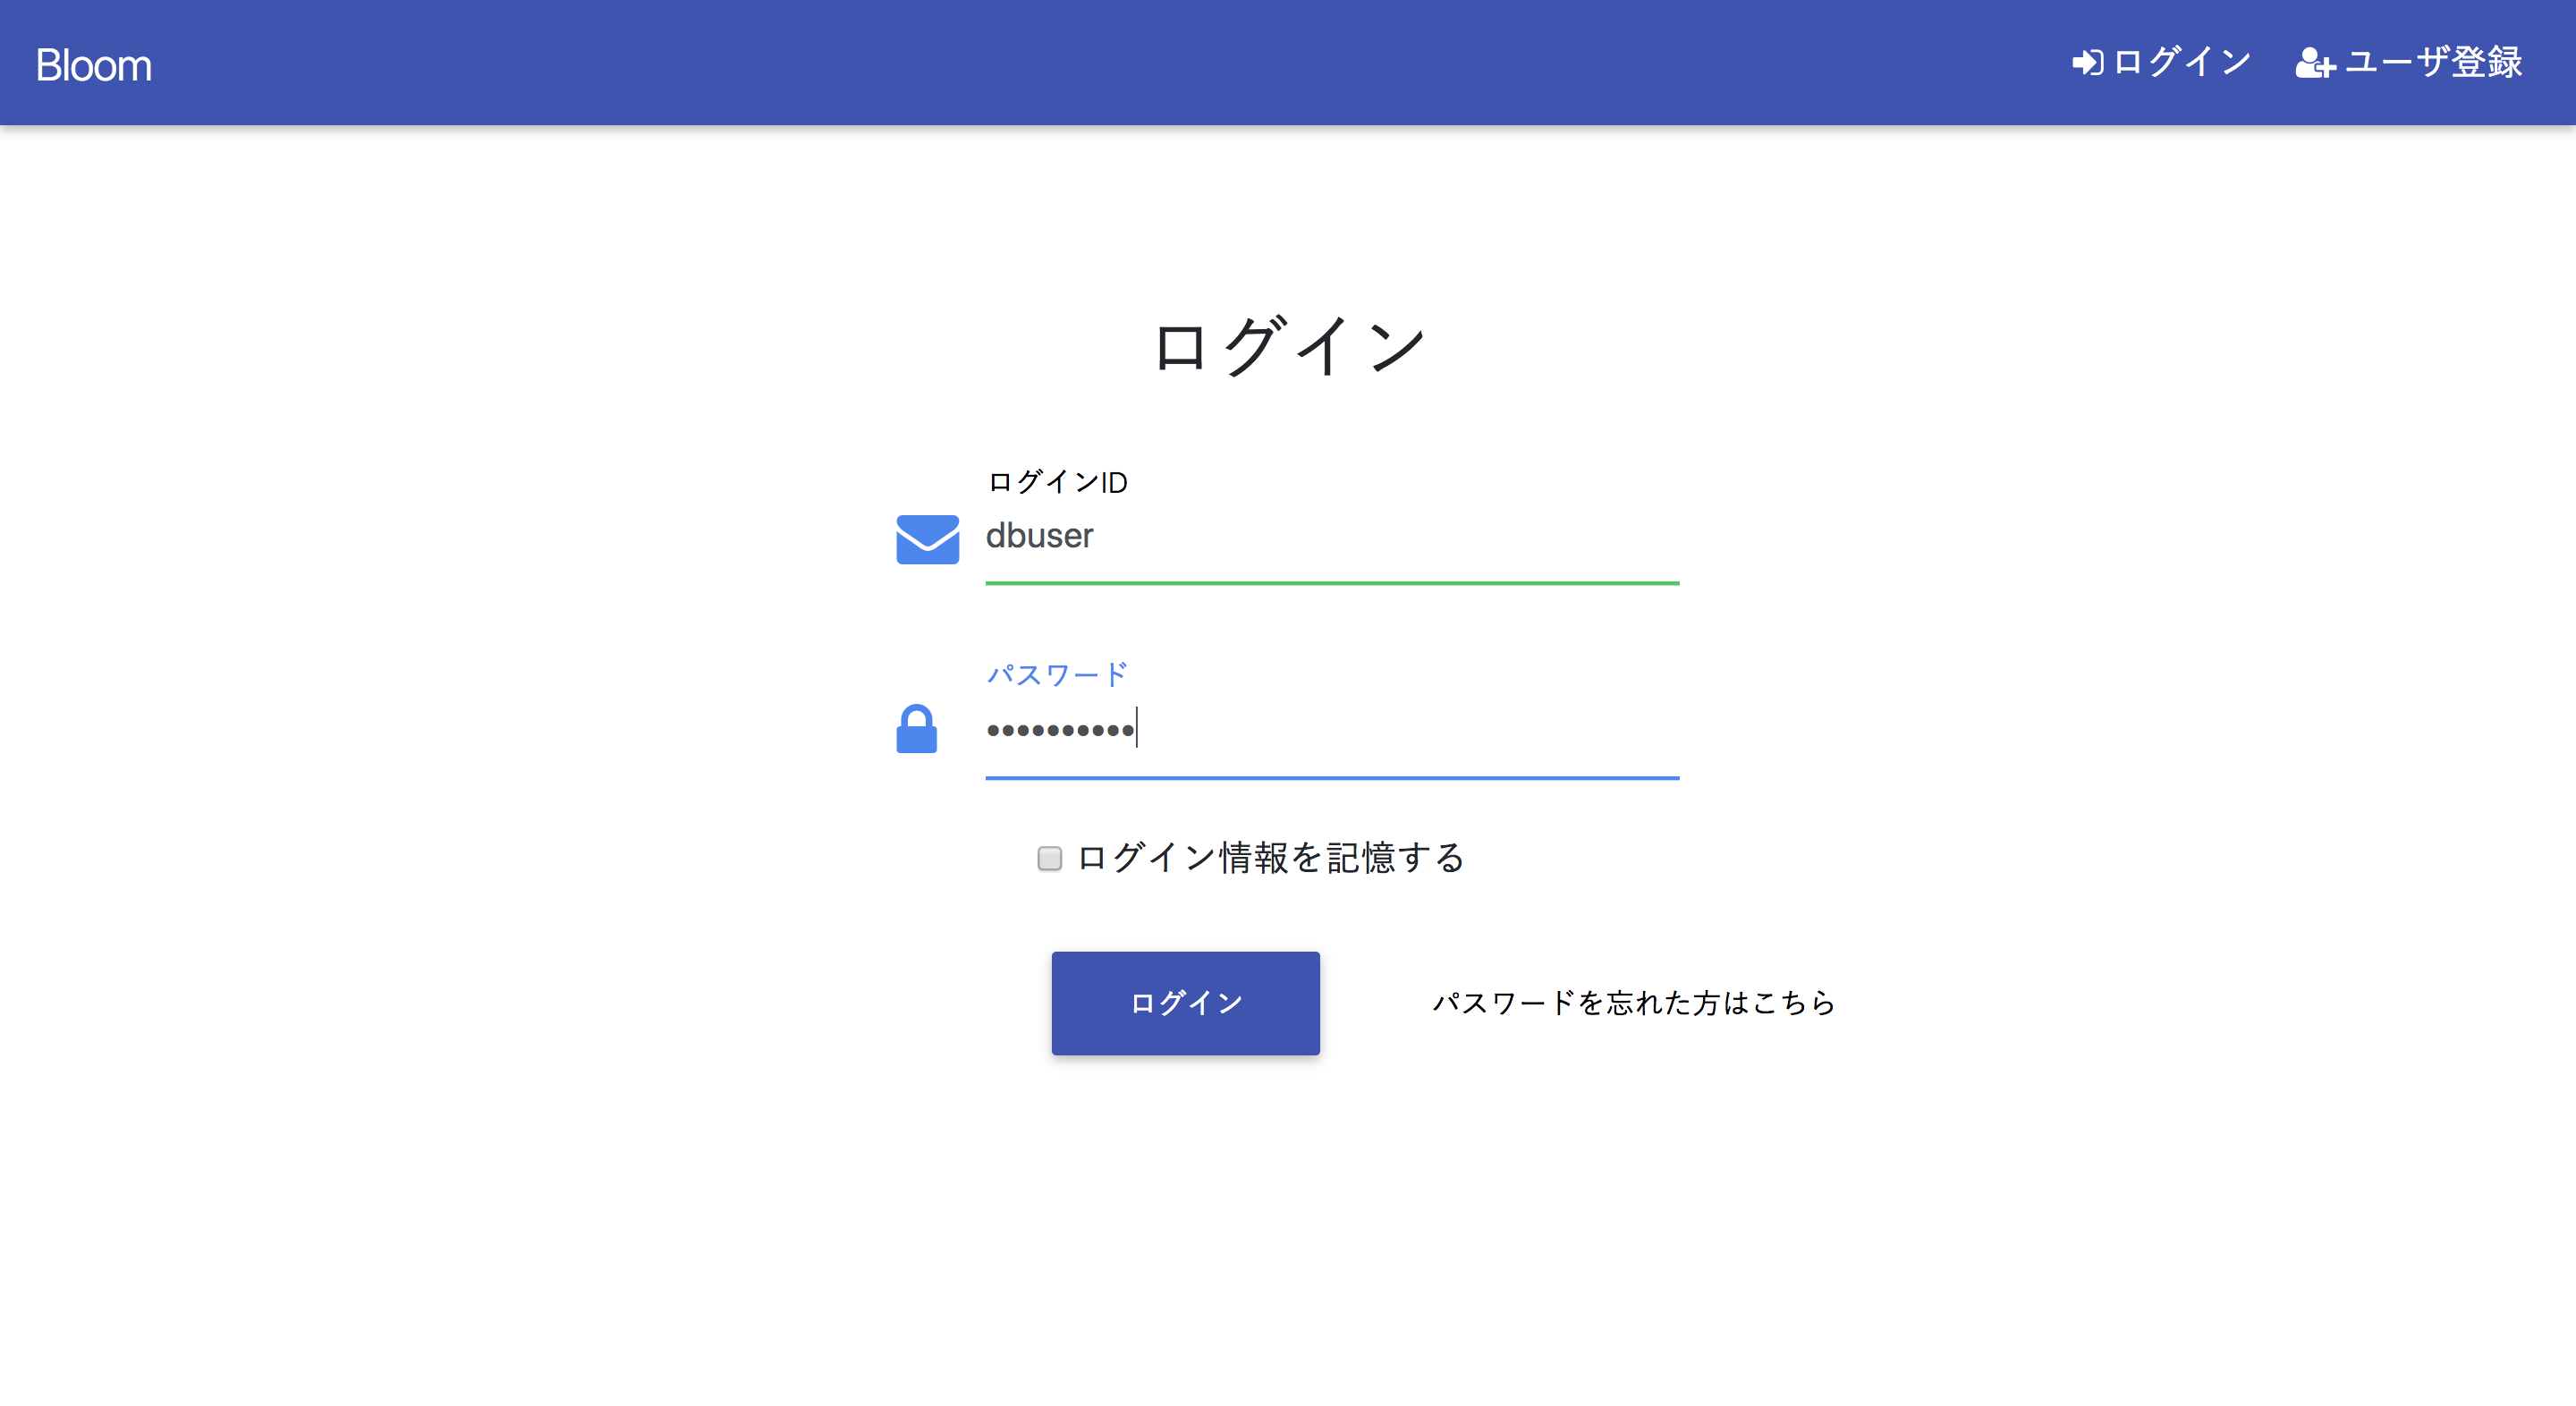 Bloom
ログイン
ユーザ登録
ログイン
ログインID
dbuser
パスワード
••••••••••
ログイン情報を記憶する
ログイン
パスワードを忘れた方はこちら